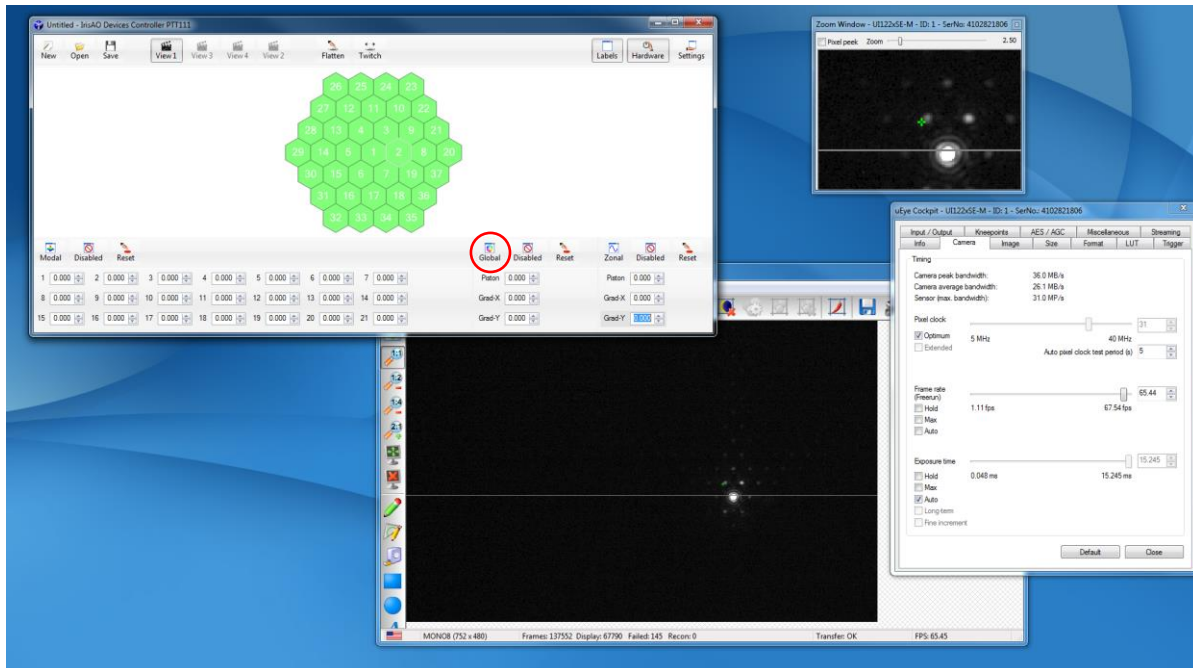 Untitled - IrisAO Devices Controller PTT111
New Open Save View 1 View 3 View 4 View 2 Flatten Twitch Labels Hardware Settings
26 25 24 23
27 12 11 10 22
28 13 4 3 9 21
29 14 5 1 2 8 20
30 15 6 7 19 37
31 16 17 18 36
32 33 34 35
Modal Disabled Reset Global Disabled Reset Zonal Disabled Reset
1 0.000 2 0.000 3 0.000 4 0.000 5 0.000 6 0.000 7 0.000 Piston 0.000 Piston 0.000
8 0.000 9 0.000 10 0.000 11 0.000 12 0.000 13 0.000 14 0.000 Grad-X 0.000 Grad-X 0.000
15 0.000 16 0.000 17 0.000 18 0.000 19 0.000 20 0.000 21 0.000 Grad-Y 0.000 Grad-Y 0.000
Zoom Window - UI122xSE-M - ID: 1 - SerNo: 4102821806
Pixel peek Zoom 2.50
uEye Cockpit - UI122xSE-M - ID: 1 - SerNo.: 4102821806
Input / Output Kneepoints AES / AGC Miscellaneous Streaming
Info Camera Image Size Format LUT Trigger
Timing
Camera peak bandwidth: 36.0 MB/s
Camera average bandwidth: 26.1 MB/s
Sensor (max. bandwidth): 31.0 MP/s
Pixel clock 31
Optimum 5 MHz 40 MHz
Extended Auto pixel clock test period (s) 5
Frame rate
(Freerun) 65.44
Hold 1.11 fps 67.54 fps
Max
Auto
Exposure time 15.245
Hold 0.048 ms 15.245 ms
Max
Auto
Long-term
Fine increment
Default Close
1:1
1:2
1:4
2:1
A
MONO8 (752 x 480) Frames: 137552 Display: 67790 Failed: 145 Recon: 0 Transfer: OK FPS: 65.45